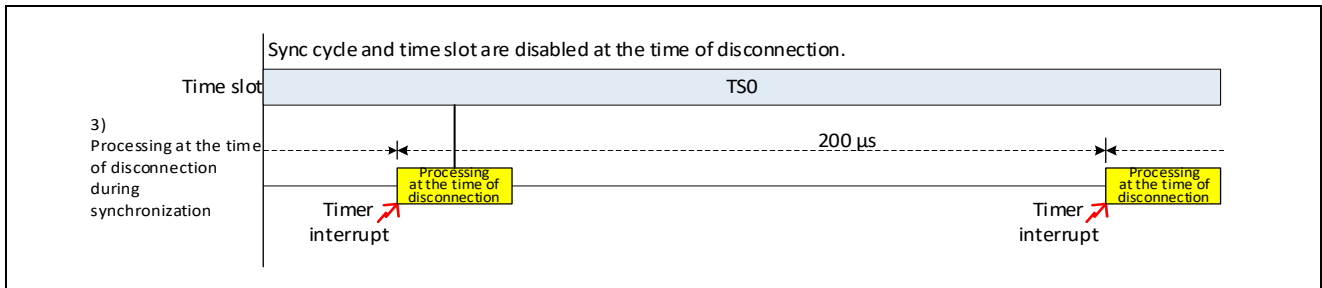 Sync cycle and time slot are disabled at the time of disconnection.
Time slot
TS0
3)
Processing at the time
of disconnection
during
synchronization
200 µs
Processing
at the time of
disconnection
Processing
at the time of
disconnection
Timer
interrupt
Timer
interrupt